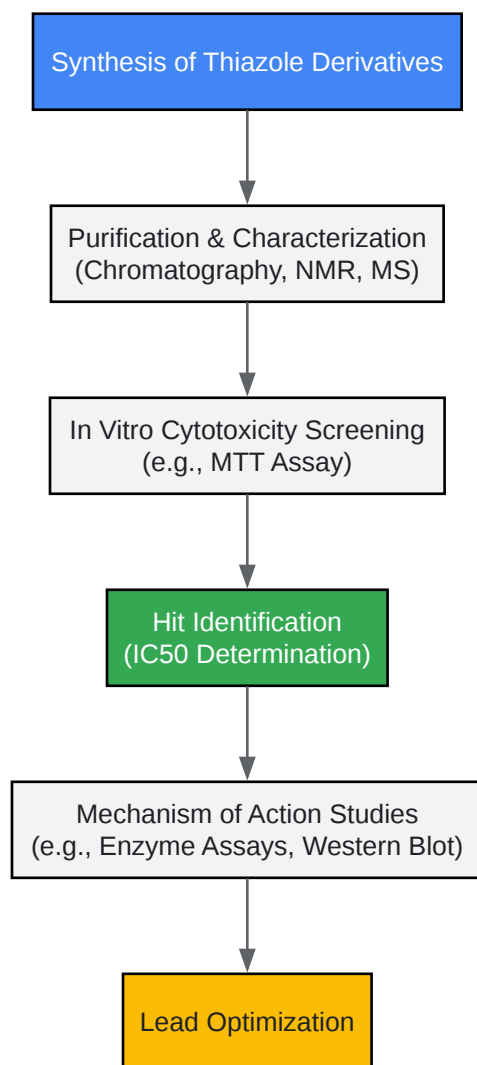 Synthesis of Thiazole Derivatives
Purification & Characterization
(Chromatography, NMR, MS)
In Vitro Cytotoxicity Screening
(e.g., MTT Assay)
Hit Identification
(IC50 Determination)
Mechanism of Action Studies
(e.g., Enzyme Assays, Western Blot)
Lead Optimization